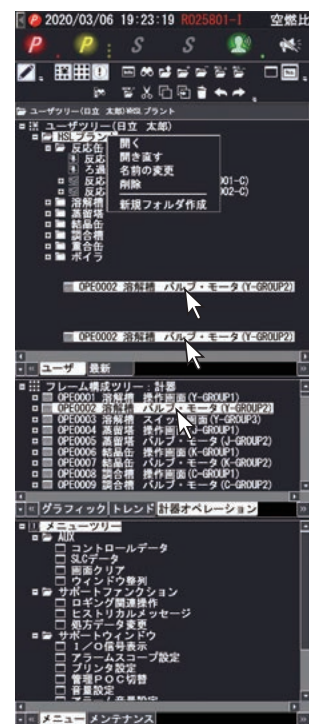 2020/03/06 19:23:19 R025801-I 空燃比
P P S S
ユーザツリー(日立 太郎)HSLプラント
ユーザツリー(日立 太郎)
HSLプラント
反応缶
反応
ろ過
反応 X01-C)
反応 X02-C)
溶解槽
蒸留塔
結晶缶
調合槽
重合缶
ボイラ
開く
開き直す
名前の変更
削除
新規フォルダ作成
OPE0002 溶解槽 バルブ・モータ(Y-GROUP2)
OPE0002 溶解槽 バルブ・モータ(Y-GROUP2)
ユーザ 最新
フレーム構成ツリー : 計器
OPE0001 溶解槽 操作画面(Y-GROUP1)
OPE0002 溶解槽 バルブ・モータ(Y-GROUP2)
OPE0003 溶解槽 スイッ 画面(Y-GROUP3)
OPE0004 蒸留塔 操作 (J-GROUP1)
OPE0005 蒸留塔 バルブ・モータ(J-GROUP2)
OPE0006 結晶缶 操作画面(K-GROUP1)
OPE0007 結晶缶 バルブ・モータ(K-GROUP2)
OPE0008 調合槽 操作画面(C-GROUP1)
OPE0009 調合槽 バルブ・モータ(C-GROUP2)
グラフィック トレンド 計器オペレーション
メニューツリー
AUX
コントロールデータ
SLCデータ
画面クリア
ウィンドウ整列
サポートファンクション
ロギング関連操作
ヒストリカルメッセージ
処方データ変更
サポートウィンドウ
I/O信号表示
アラームスコープ設定
プリンタ設定
管理POC切替
音量設定
アラーム音量設定
メニュー メンテナンス